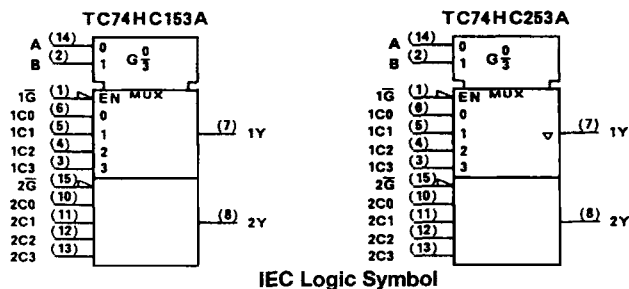 TC74HC153A
A (14) 0 G 0/3
B (2) 1
1G̅ (1) EN MUX
1C0 (6) 0
1C1 (5) 1 (7) 1Y
1C2 (4) 2
1C3 (3) 3
2G̅ (15)
2C0 (10)
2C1 (11) (9) 2Y
2C2 (12)
2C3 (13)
TC74HC253A
A (14) 0 G 0/3
B (2) 1
1G̅ (1) EN MUX
1C0 (6) 0
1C1 (5) 1 ▽ (7) 1Y
1C2 (4) 2
1C3 (3) 3
2G̅ (15)
2C0 (10)
2C1 (11) (9) 2Y
2C2 (12)
2C3 (13)
IEC Logic Symbol